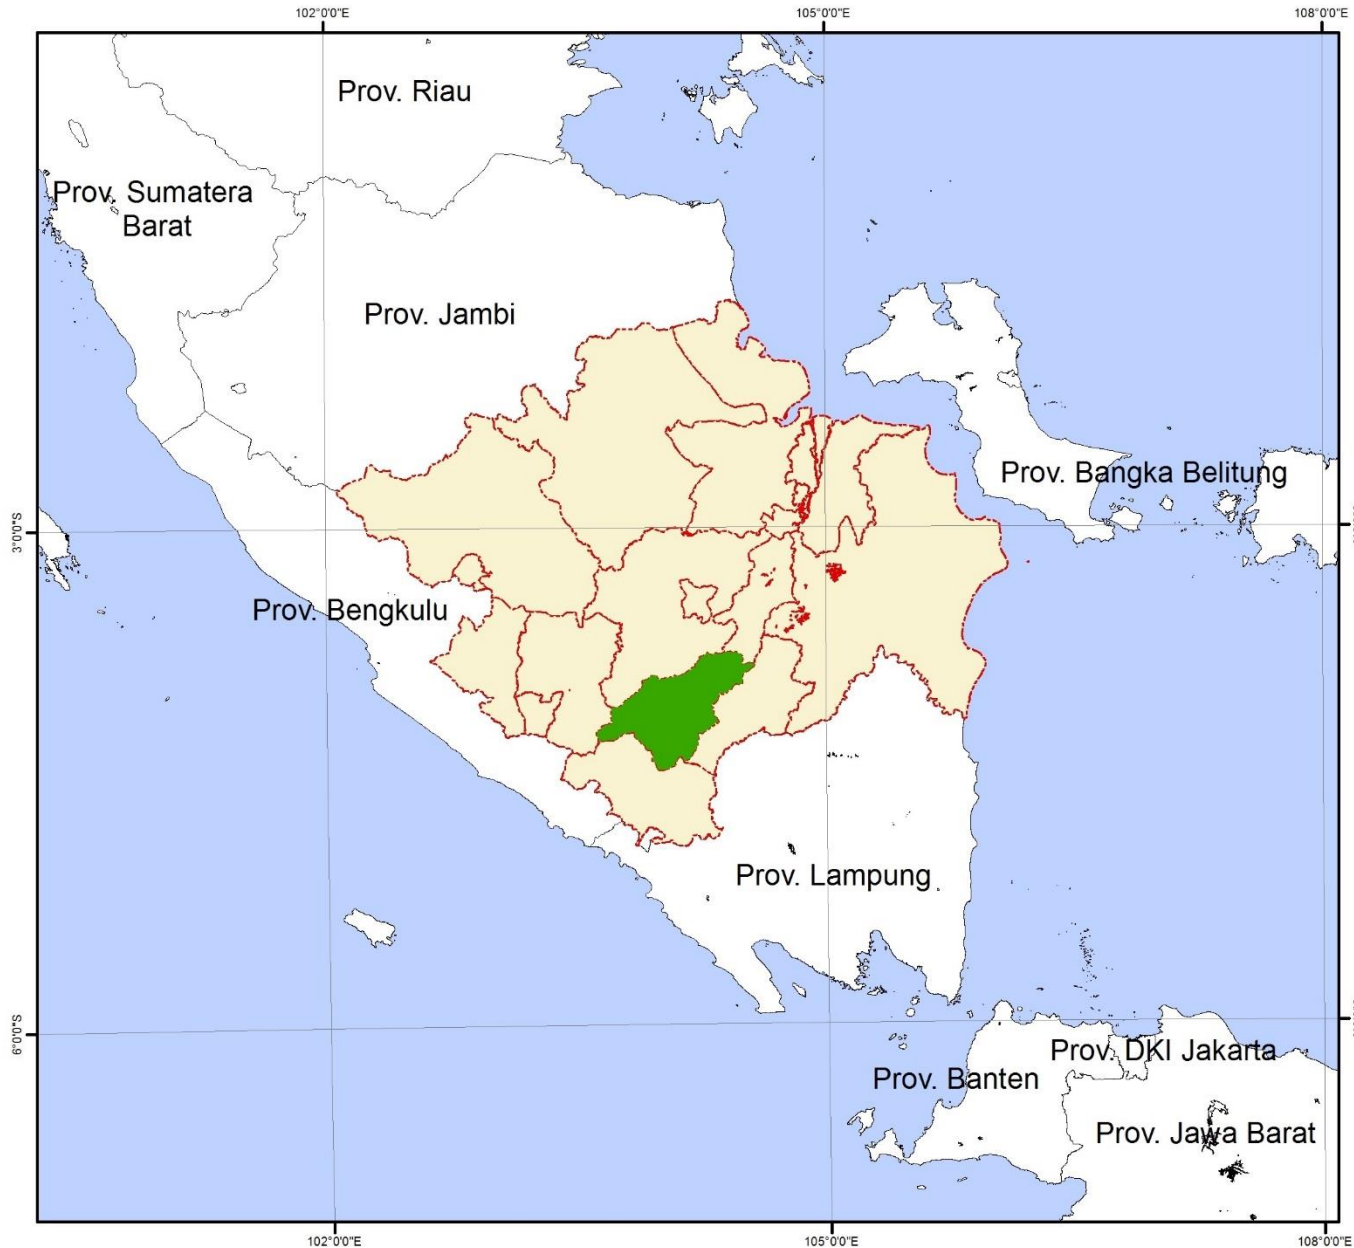 102°0'0"E
105°0'0"E
108°0'0"E
Prov. Riau
Prov. Sumatera
Barat
Prov. Jambi
Prov. Bangka Belitung
3°0'0"S
Prov. Bengkulu
Prov. Lampung
6°0'0"S
Prov. DKI Jakarta
Prov. Banten
Prov. Jawa Barat
102°0'0"E
105°0'0"E
108°0'0"E